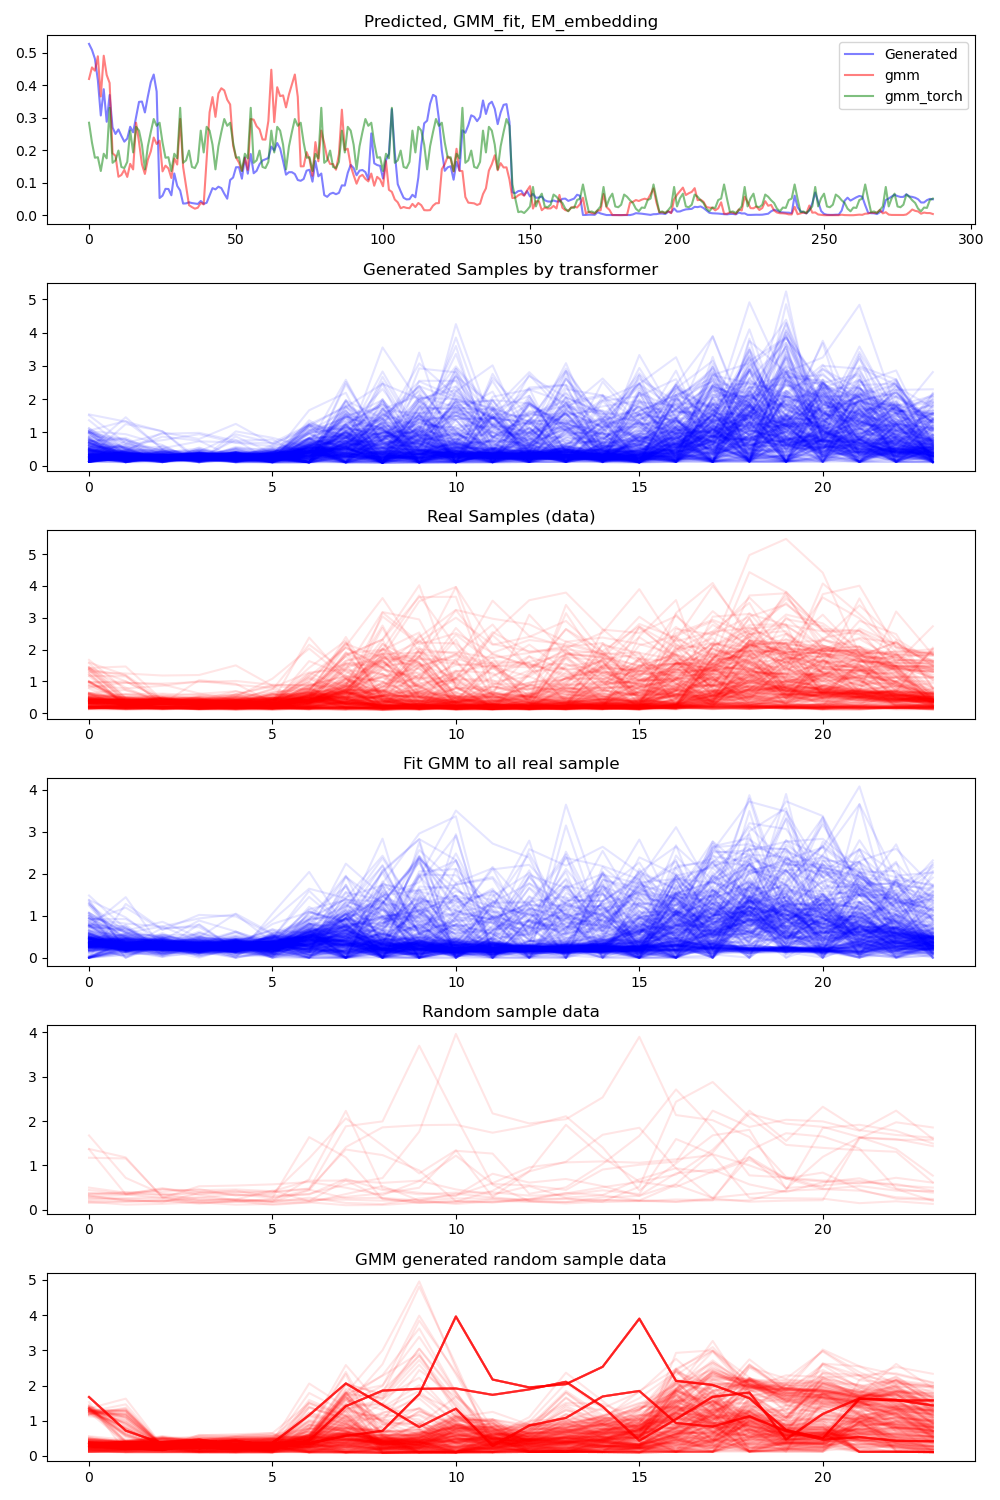 Predicted, GMM_fit, EM_embedding
0.5
0.4
0.3
0.2
0.1
0.0
Generated
gmm
gmm_torch
0 50 100 150 200 250 300
Generated Samples by transformer
5
4
3
2
1
0
0 5 10 15 20
Real Samples (data)
5
4
3
2
1
0
0 5 10 15 20
Fit GMM to all real sample
4
3
2
1
0
0 5 10 15 20
Random sample data
4
3
2
1
0
0 5 10 15 20
GMM generated random sample data
5
4
3
2
1
0
0 5 10 15 20